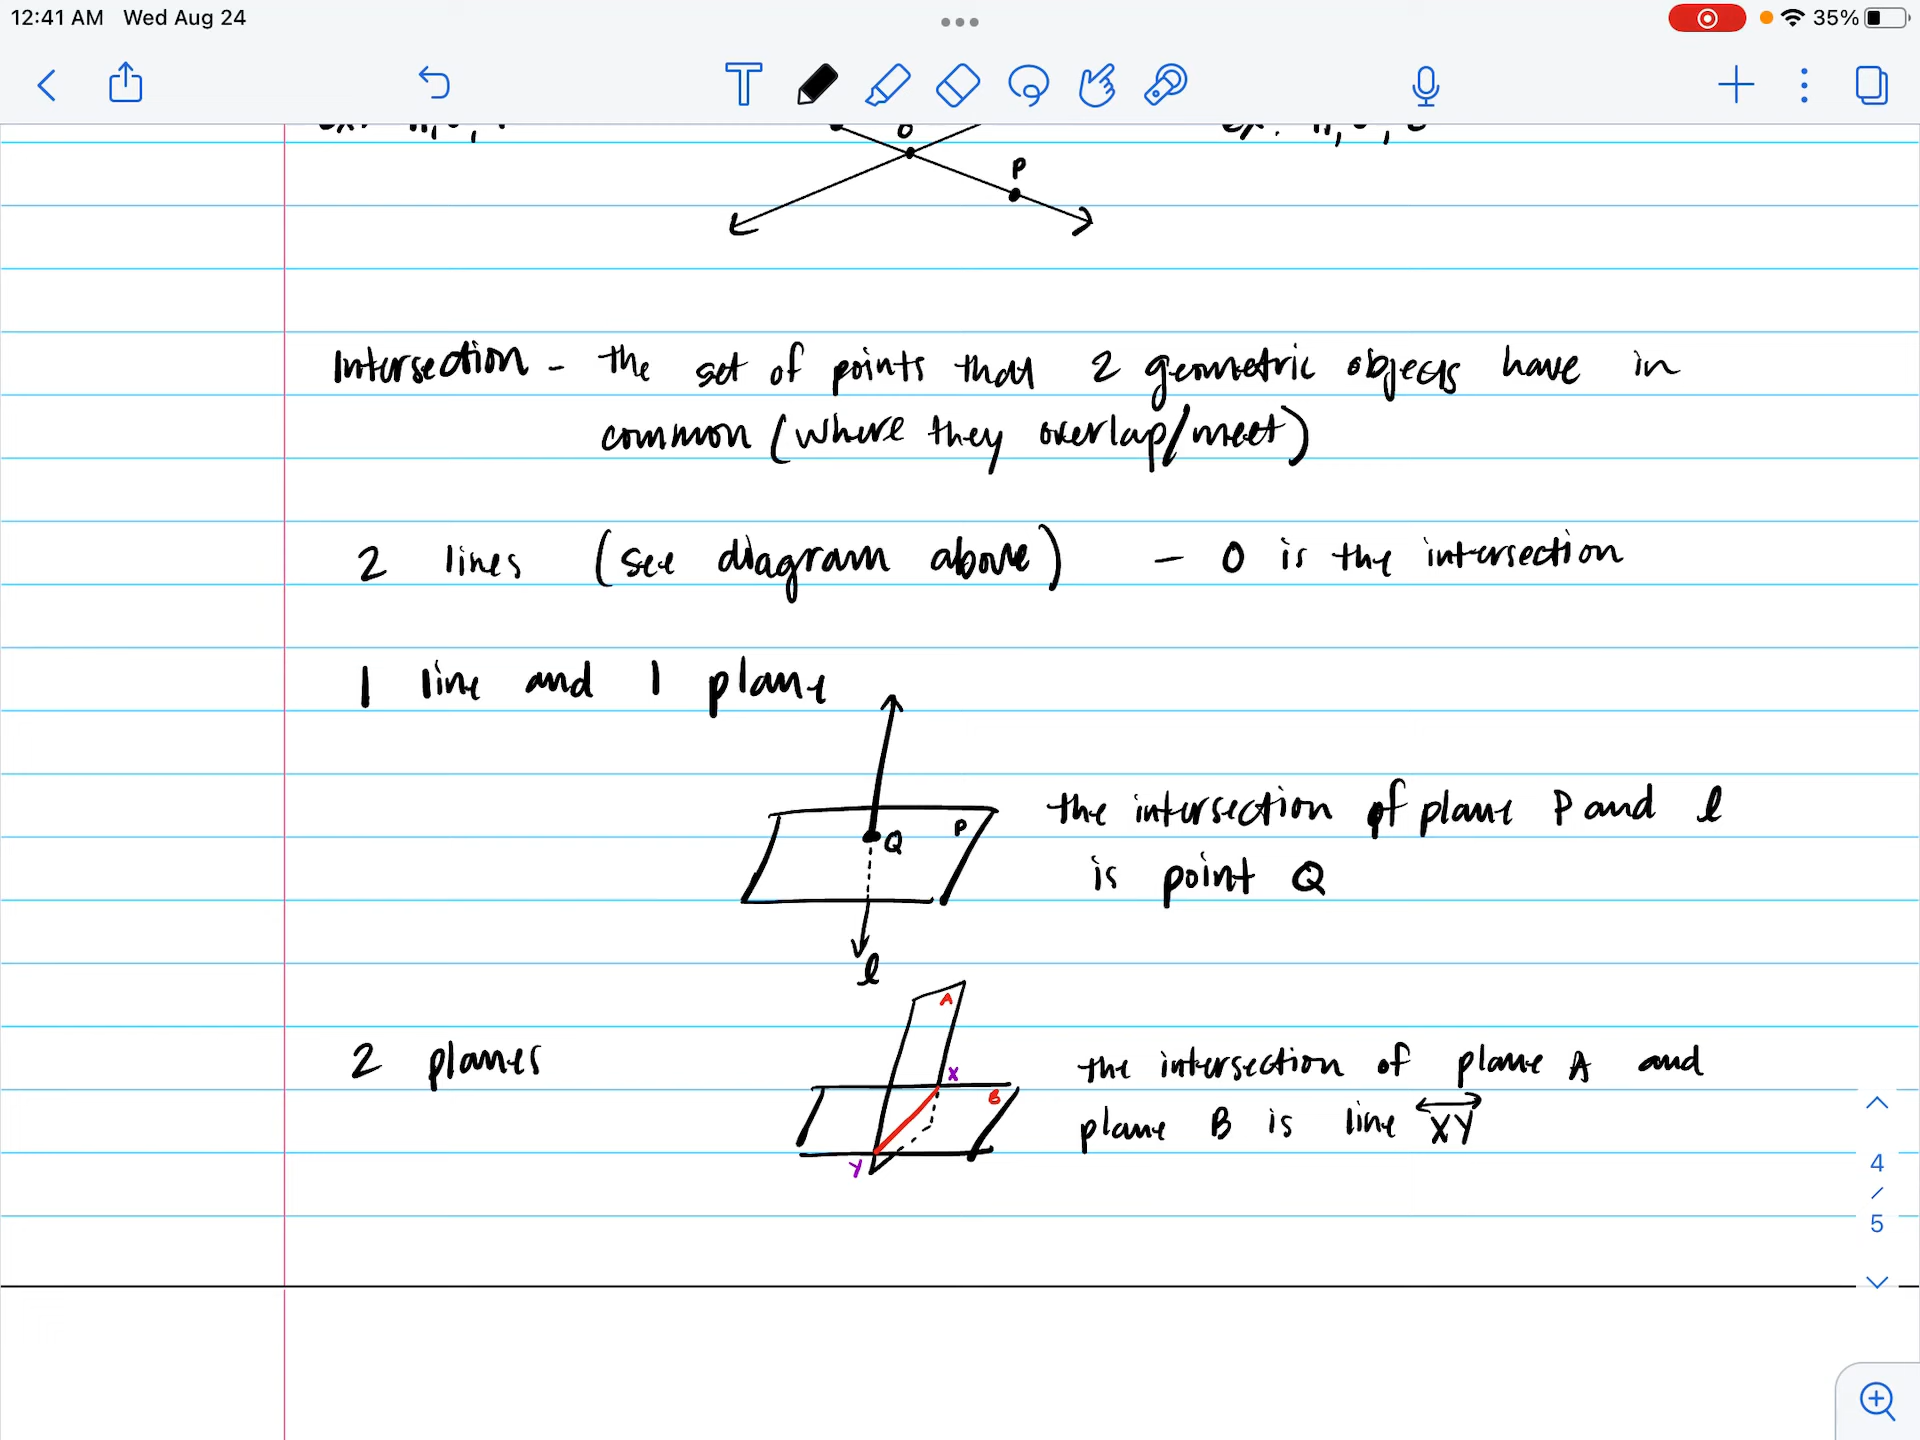 12:41 AM Wed Aug 24
35%
T
O
P
Intersection - the set of points that 2 geometric objects have in
common (where they overlap/meet)
2 lines (see diagram above) - O is the intersection
1 line and 1 plane
Q P
the intersection of plane P and l
is point Q
l
2 planes
A
X
B
Y
the intersection of plane A and
plane B is line XY
4
/
5